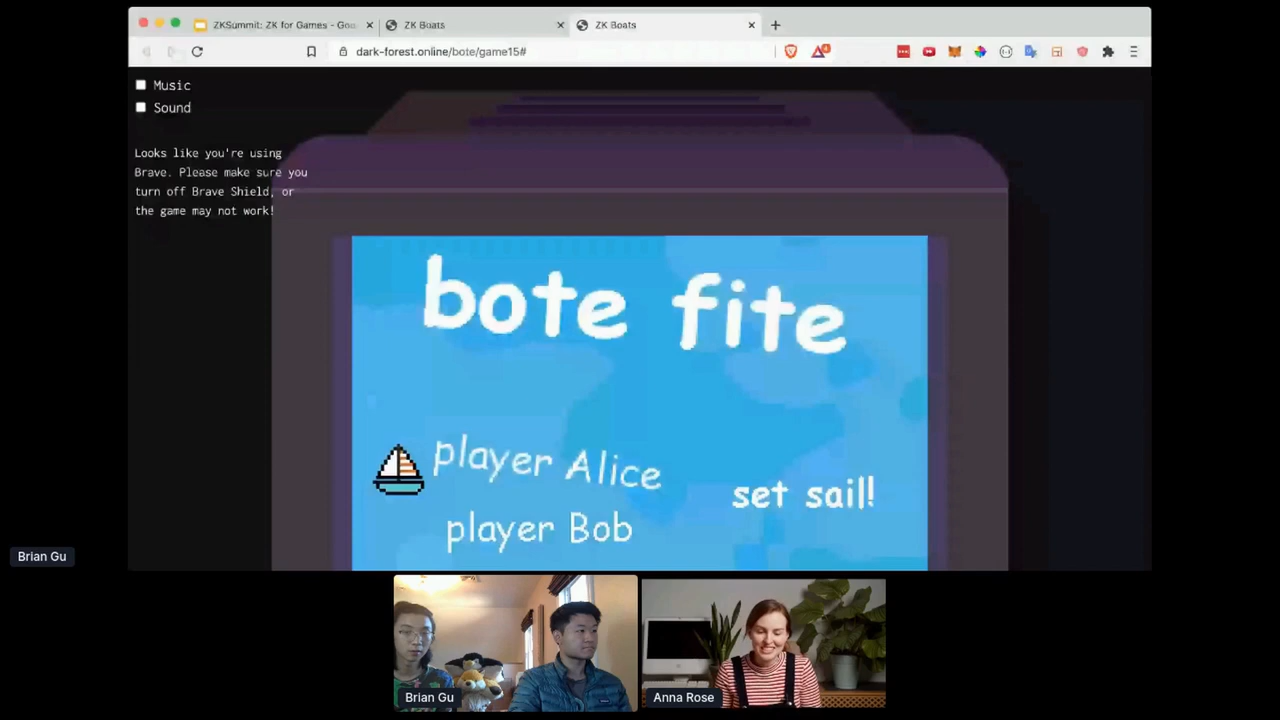 ZKSummit: ZK for Games - Goo
ZK Boats
ZK Boats
dark-forest.online/bote/game15#
Music
Sound
Looks like you're using
Brave. Please make sure you
turn off Brave Shield, or
the game may not work!
bote fite
player Alice
set sail!
player Bob
Brian Gu
Brian Gu
Anna Rose